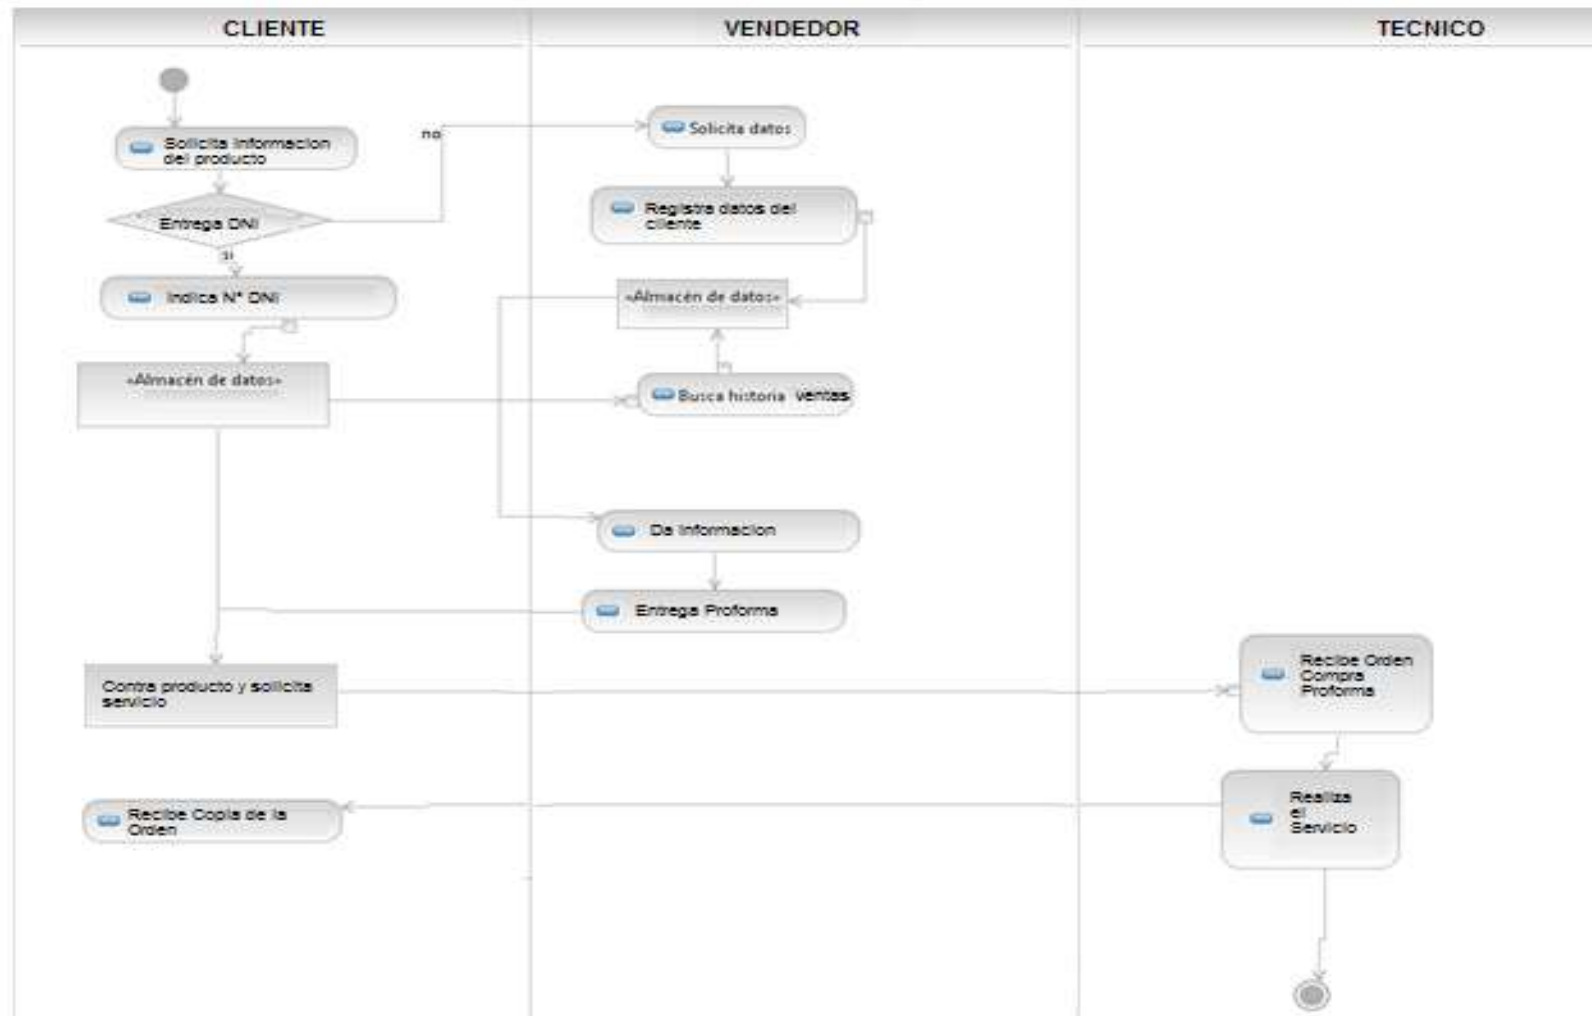 CLIENTE
VENDEDOR
TECNICO
Solicita Informacion
del producto
no
Solicita datos
Entrega DNI
Registra datos del
cliente
si
Indica N° DNI
«Almacén de datos»
«Almacén de datos»
Busca historia ventas
Da Informacion
Entrega Proforma
Contra producto y solicita
servicio
Recibe Orden
Compra
Proforma
Recibe Copia de la
Orden
Realiza
el
Servicio